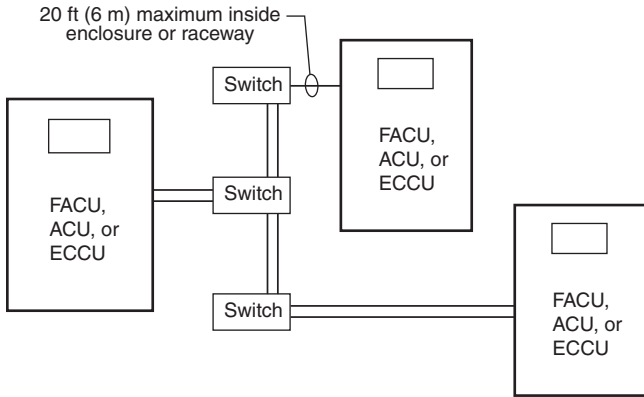 20 ft (6 m) maximum inside
enclosure or raceway
Switch
FACU,
ACU, or
ECCU
FACU,
ACU, or
ECCU
Switch
Switch
FACU,
ACU, or
ECCU